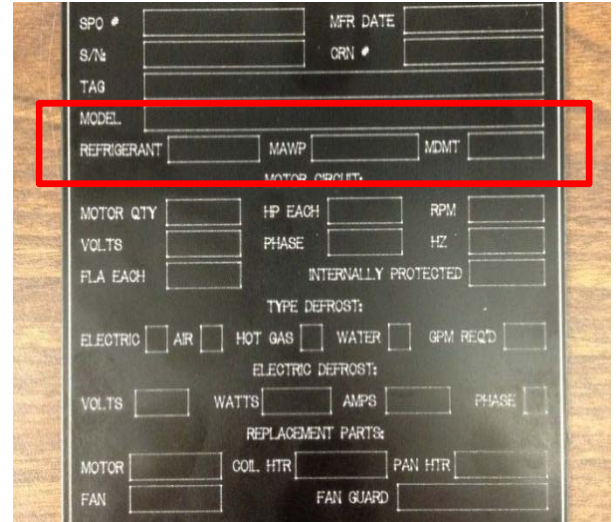 SPO # MFR DATE
S/N: CRN #
TAG
MODEL
REFRIGERANT MAWP MDMT
MOTOR CIRCUIT:
MOTOR QTY HP EACH RPM
VOLTS PHASE HZ
FLA EACH INTERNALLY PROTECTED
TYPE DEFROST:
ELECTRIC AIR HOT GAS WATER GPM REQ'D
ELECTRIC DEFROST:
VOLTS WATTS AMPS PHASE
REPLACEMENT PARTS:
MOTOR COIL HTR PAN HTR
FAN FAN GUARD